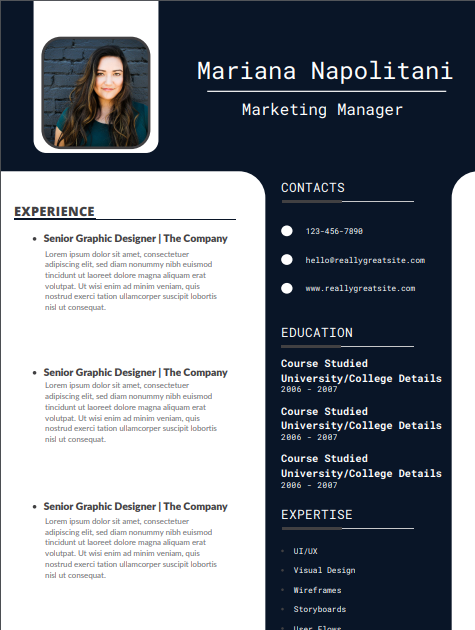 Mariana Napolitani
Marketing Manager
EXPERIENCE
• Senior Graphic Designer | The Company
Lorem ipsum dolor sit amet, consectetuer
adipiscing elit, sed diam nonummy nibh euismod
tincidunt ut laoreet dolore magna aliquam erat
volutpat. Ut wisi enim ad minim veniam, quis
nostrud exerci tation ullamcorper suscipit lobortis
nisl ut consequat.
• Senior Graphic Designer | The Company
Lorem ipsum dolor sit amet, consectetuer
adipiscing elit, sed diam nonummy nibh euismod
tincidunt ut laoreet dolore magna aliquam erat
volutpat. Ut wisi enim ad minim veniam, quis
nostrud exerci tation ullamcorper suscipit lobortis
nisl ut consequat.
• Senior Graphic Designer | The Company
Lorem ipsum dolor sit amet, consectetuer
adipiscing elit, sed diam nonummy nibh euismod
tincidunt ut laoreet dolore magna aliquam erat
volutpat. Ut wisi enim ad minim veniam, quis
nostrud exerci tation ullamcorper suscipit lobortis
nisl ut consequat.
CONTACTS
123-456-7890
hello@reallygreatsite.com
www.reallygreatsite.com
EDUCATION
Course Studied
University/College Details
2006 - 2007
Course Studied
University/College Details
2006 - 2007
Course Studied
University/College Details
2006 - 2007
EXPERTISE
• UI/UX
• Visual Design
• Wireframes
• Storyboards
User Flows